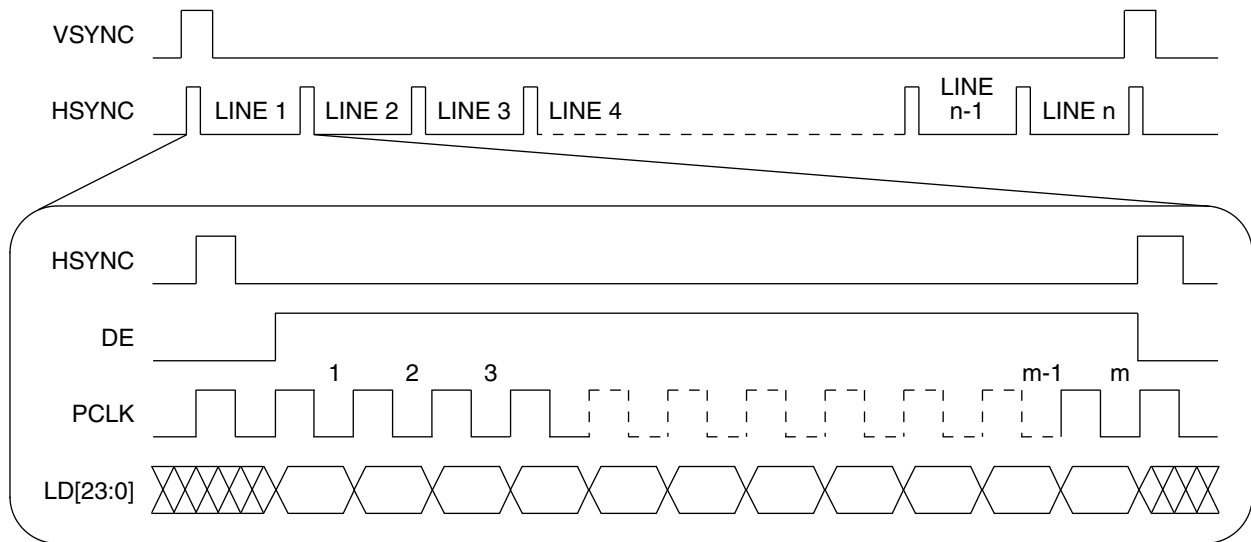 VSYNC
HSYNC LINE 1 LINE 2 LINE 3 LINE 4 LINE n-1 LINE n
HSYNC
DE
1 2 3 m-1 m
PCLK
LD[23:0]